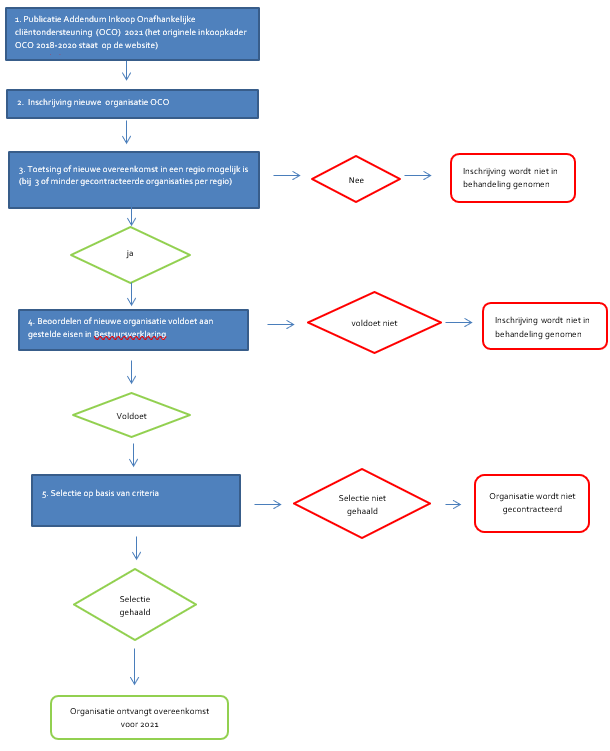 1. Publicatie Addendum Inkoop Onafhankelijke
cliëntondersteuning (OCO) 2021 (het originele inkoopkader
OCO 2018-2020 staat op de website)
2. Inschrijving nieuwe organisatie OCO
3. Toetsing of nieuwe overeenkomst in een regio mogelijk is
(bij 3 of minder gecontracteerde organisaties per regio)
Nee
Inschrijving wordt niet in
behandeling genomen
ja
4. Beoordelen of nieuwe organisatie voldoet aan
gestelde eisen in Bestuursverklaring
voldoet niet
Inschrijving wordt niet in
behandeling genomen
Voldoet
5. Selectie op basis van criteria
Selectie niet
gehaald
Organisatie wordt niet
gecontracteerd
Selectie
gehaald
Organisatie ontvangt overeenkomst
voor 2021